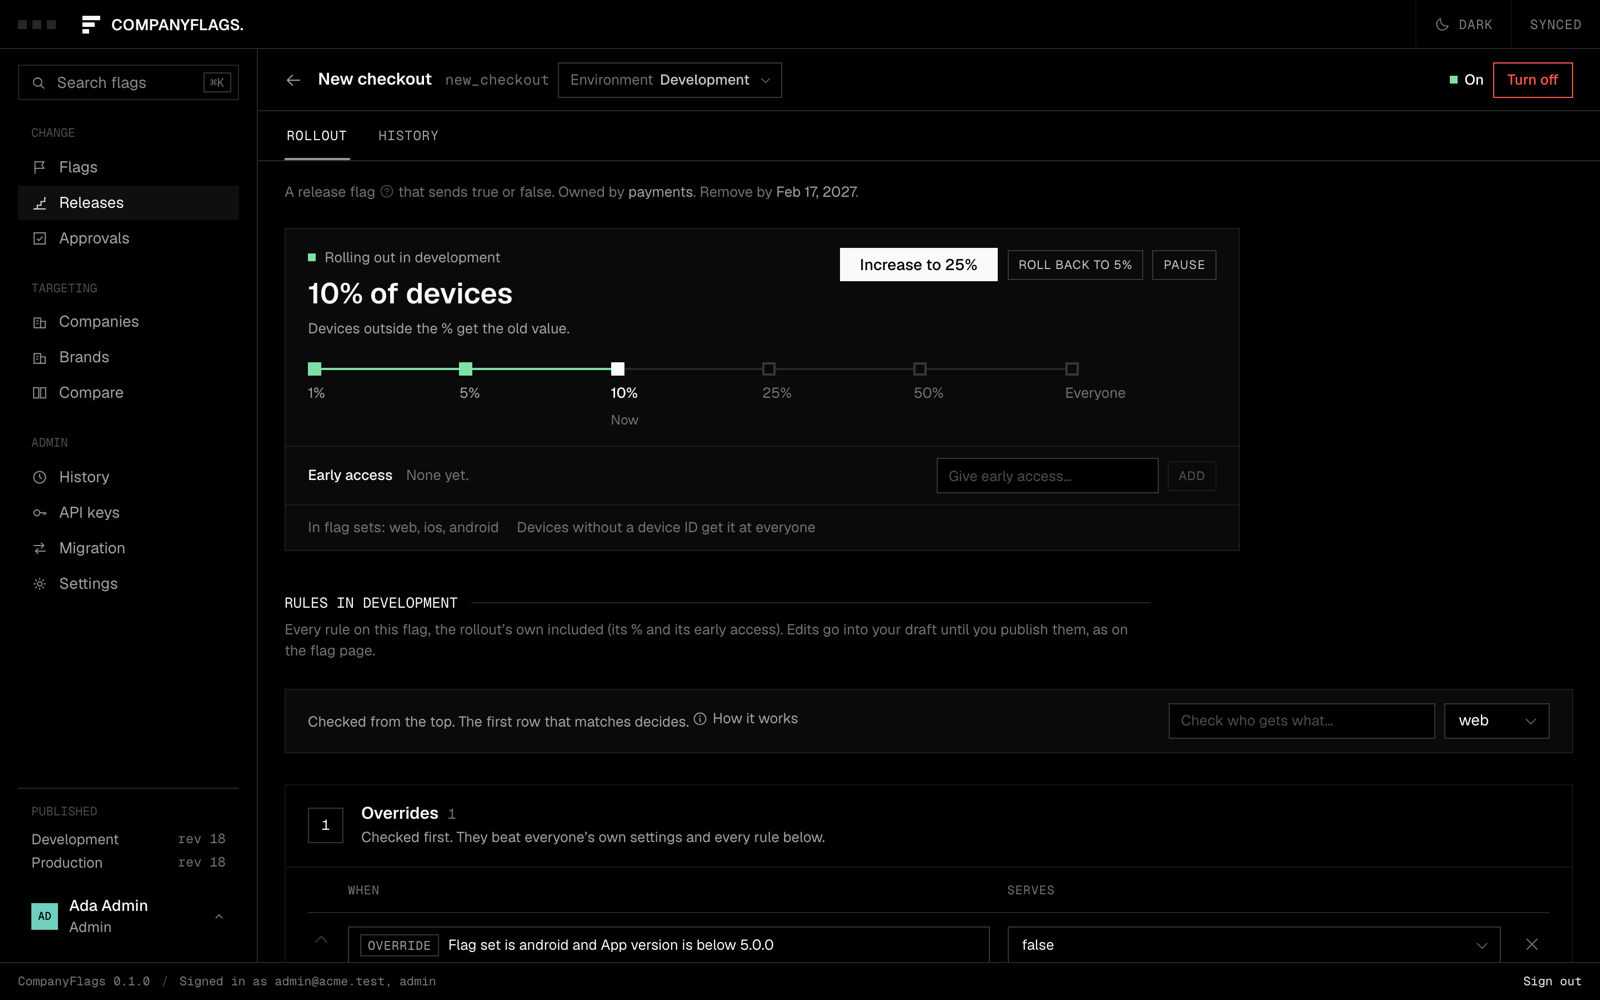 COMPANYFLAGS.
DARK
SYNCED
Search flags
⌘K
CHANGE
Flags
Releases
Approvals
TARGETING
Companies
Brands
Compare
ADMIN
History
API keys
Migration
Settings
PUBLISHED
Development rev 18
Production rev 18
AD
Ada Admin
Admin
New checkout new_checkout Environment Development
On
Turn off
ROLLOUT HISTORY
A release flag ? that sends true or false. Owned by payments. Remove by Feb 17, 2027.
Rolling out in development
10% of devices
Devices outside the % get the old value.
Increase to 25%
ROLL BACK TO 5%
PAUSE
1% 5% 10% 25% 50% Everyone
Now
Early access None yet.
Give early access...
ADD
In flag sets: web, ios, android Devices without a device ID get it at everyone
RULES IN DEVELOPMENT
Every rule on this flag, the rollout's own included (its % and its early access). Edits go into your draft until you publish them, as on
the flag page.
Checked from the top. The first row that matches decides. How it works
Check who gets what...
web
1
Overrides 1
Checked first. They beat everyone's own settings and every rule below.
WHEN SERVES
OVERRIDE Flag set is android and App version is below 5.0.0
false
CompanyFlags 0.1.0 / Signed in as admin@acme.test, admin
Sign out